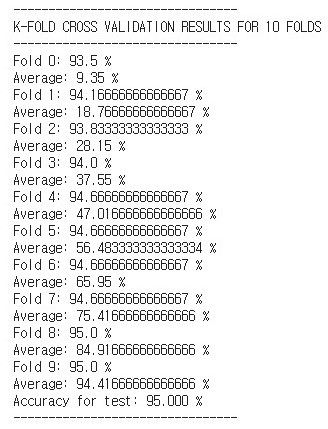 --------------------------------
K-FOLD CROSS VALIDATION RESULTS FOR 10 FOLDS
--------------------------------
Fold 0: 93.5 %
Average: 9.35 %
Fold 1: 94.16666666666667 %
Average: 18.76666666666667 %
Fold 2: 93.83333333333333 %
Average: 28.15 %
Fold 3: 94.0 %
Average: 37.55 %
Fold 4: 94.66666666666667 %
Average: 47.016666666666666 %
Fold 5: 94.66666666666667 %
Average: 56.483333333333334 %
Fold 6: 94.66666666666667 %
Average: 65.95 %
Fold 7: 94.66666666666667 %
Average: 75.41666666666666 %
Fold 8: 95.0 %
Average: 84.91666666666666 %
Fold 9: 95.0 %
Average: 94.41666666666666 %
Accuracy for test: 95.000 %
--------------------------------